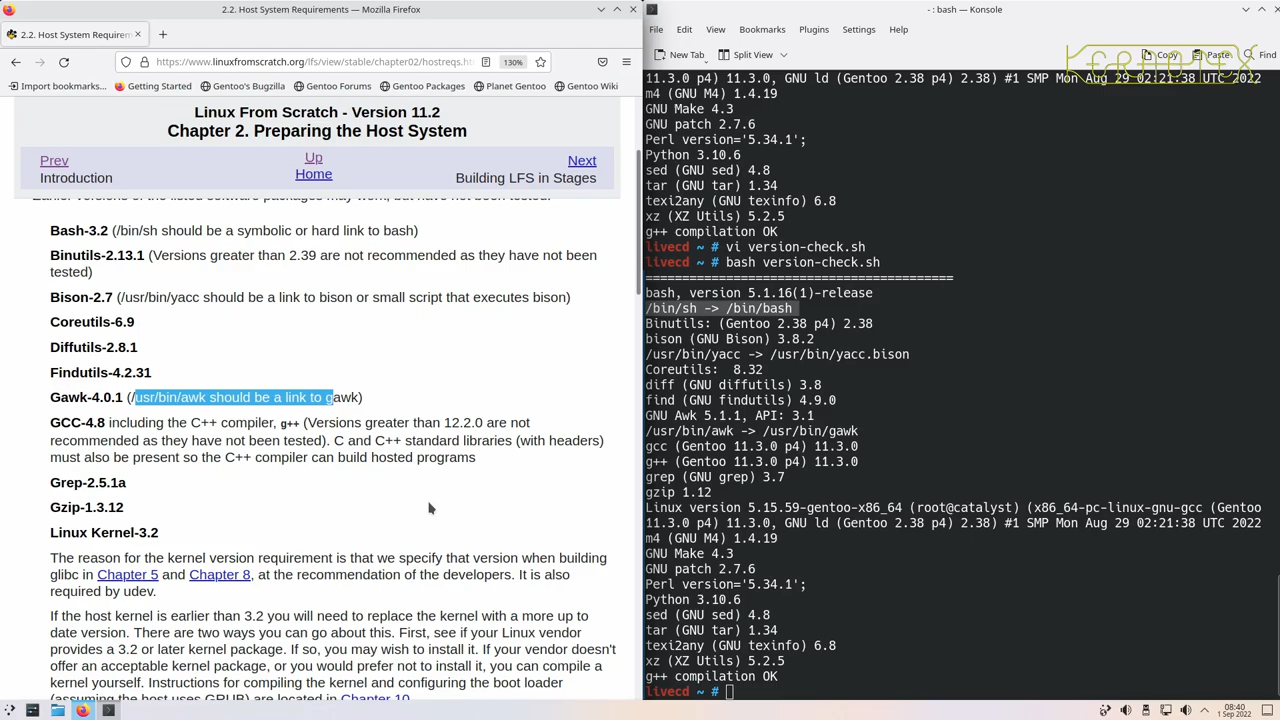 2.2. Host System Requirements — Mozilla Firefox
2.2. Host System Requirem
https://www.linuxfromscratch.org/lfs/view/stable/chapter02/hostreqs.ht
130%
Import bookmarks...
Getting Started
Gentoo's Bugzilla
Gentoo Forums
Gentoo Packages
Planet Gentoo
Gentoo Wiki
Linux From Scratch - Version 11.2
Chapter 2. Preparing the Host System
Prev
Up
Next
Introduction
Home
Building LFS in Stages
Earlier versions of the listed software packages may work, but have not been tested.
Bash-3.2 (/bin/sh should be a symbolic or hard link to bash)
Binutils-2.13.1 (Versions greater than 2.39 are not recommended as they have not been
tested)
Bison-2.7 (/usr/bin/yacc should be a link to bison or small script that executes bison)
Coreutils-6.9
Diffutils-2.8.1
Findutils-4.2.31
Gawk-4.0.1 (/usr/bin/awk should be a link to gawk)
GCC-4.8 including the C++ compiler, g++ (Versions greater than 12.2.0 are not
recommended as they have not been tested). C and C++ standard libraries (with headers)
must also be present so the C++ compiler can build hosted programs
Grep-2.5.1a
Gzip-1.3.12
Linux Kernel-3.2
The reason for the kernel version requirement is that we specify that version when building
glibc in Chapter 5 and Chapter 8, at the recommendation of the developers. It is also
required by udev.
If the host kernel is earlier than 3.2 you will need to replace the kernel with a more up to
date version. There are two ways you can go about this. First, see if your Linux vendor
provides a 3.2 or later kernel package. If so, you may wish to install it. If your vendor doesn't
offer an acceptable kernel package, or you would prefer not to install it, you can compile a
kernel yourself. Instructions for compiling the kernel and configuring the boot loader
(assuming the host uses GRUB) are located in Chapter 10.
- : bash — Konsole
File Edit View Bookmarks Plugins Settings Help
New Tab
Split View
Copy
Paste
Find
KERNOTEX
11.3.0 p4) 11.3.0, GNU ld (Gentoo 2.38 p4) 2.38) #1 SMP Mon Aug 29 02:21:38 UTC 2022
m4 (GNU M4) 1.4.19
GNU Make 4.3
GNU patch 2.7.6
Perl version='5.34.1';
Python 3.10.6
sed (GNU sed) 4.8
tar (GNU tar) 1.34
texi2any (GNU texinfo) 6.8
xz (XZ Utils) 5.2.5
g++ compilation OK
livecd ~ # vi version-check.sh
livecd ~ # bash version-check.sh
==========================================
bash, version 5.1.16(1)-release
/bin/sh -> /bin/bash
Binutils: (Gentoo 2.38 p4) 2.38
bison (GNU Bison) 3.8.2
/usr/bin/yacc -> /usr/bin/yacc.bison
Coreutils:  8.32
diff (GNU diffutils) 3.8
find (GNU findutils) 4.9.0
GNU Awk 5.1.1, API: 3.1
/usr/bin/awk -> /usr/bin/gawk
gcc (Gentoo 11.3.0 p4) 11.3.0
g++ (Gentoo 11.3.0 p4) 11.3.0
grep (GNU grep) 3.7
gzip 1.12
Linux version 5.15.59-gentoo-x86_64 (root@catalyst) (x86_64-pc-linux-gnu-gcc (Gentoo
11.3.0 p4) 11.3.0, GNU ld (Gentoo 2.38 p4) 2.38) #1 SMP Mon Aug 29 02:21:38 UTC 2022
m4 (GNU M4) 1.4.19
GNU Make 4.3
GNU patch 2.7.6
Perl version='5.34.1';
Python 3.10.6
sed (GNU sed) 4.8
tar (GNU tar) 1.34
texi2any (GNU texinfo) 6.8
xz (XZ Utils) 5.2.5
g++ compilation OK
livecd ~ #
08:40
1 Sep 2022